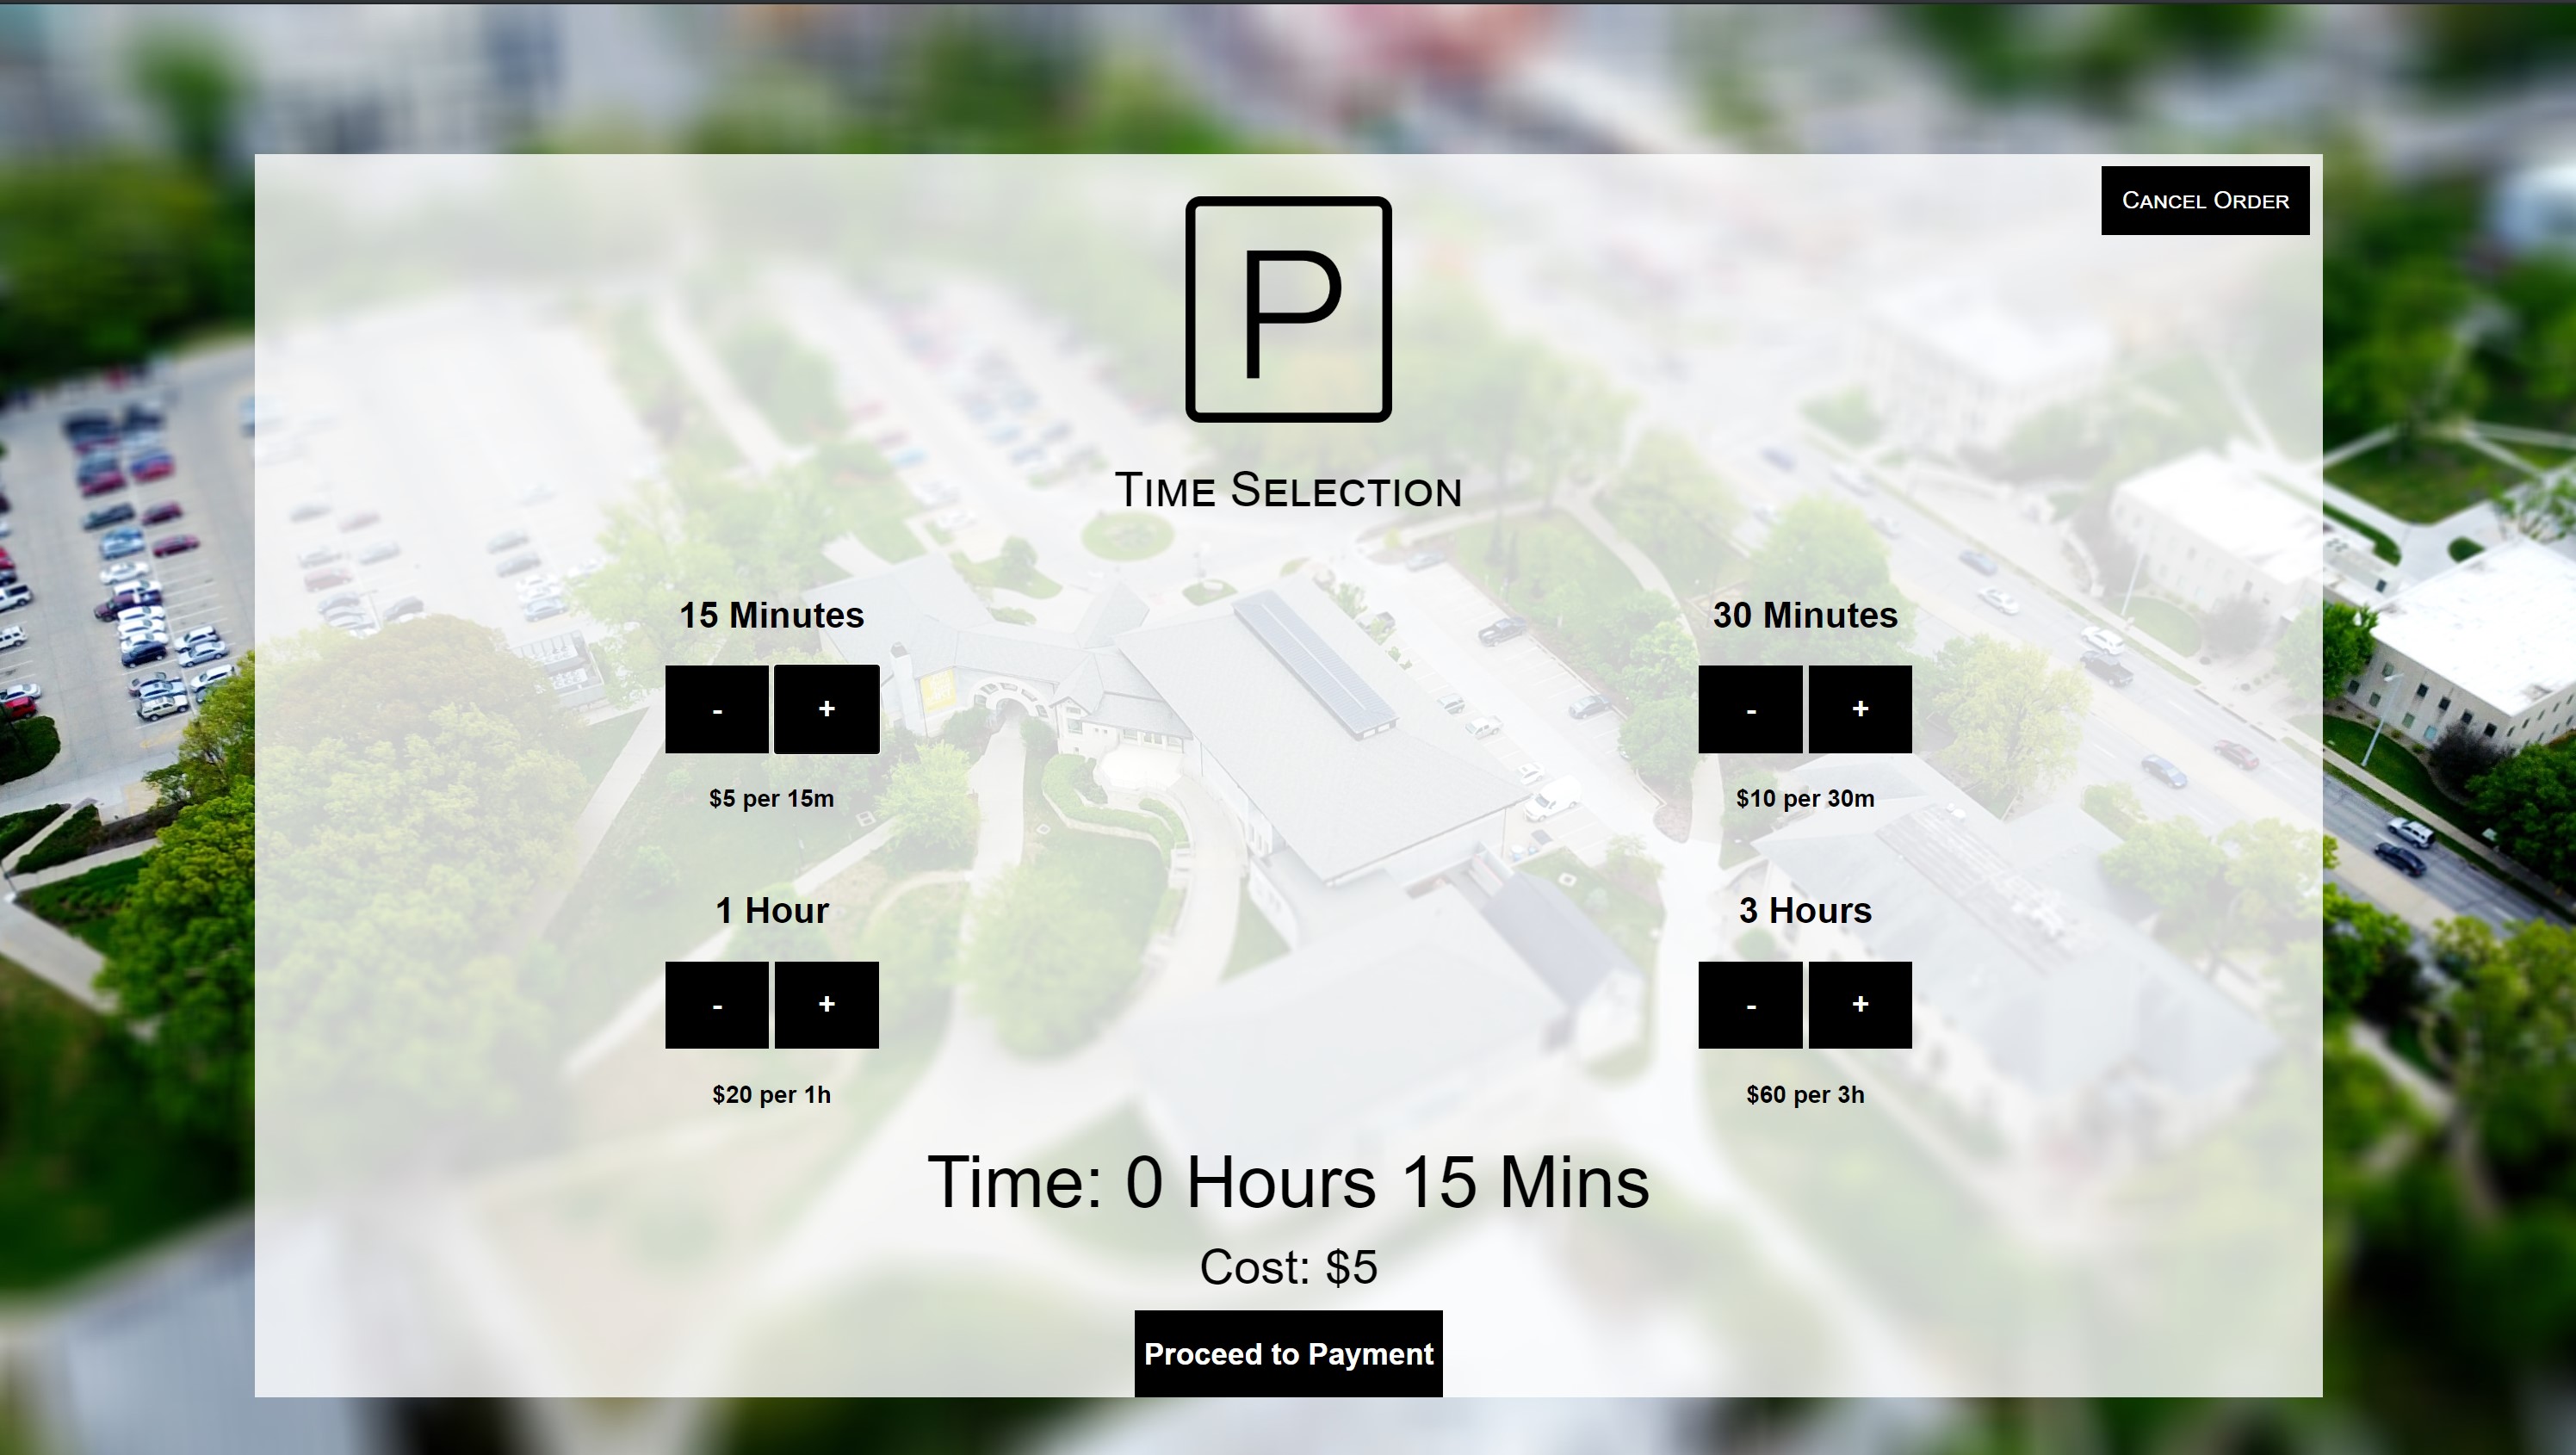 Cancel Order
P
Time Selection
15 Minutes
30 Minutes
- +
- +
$5 per 15m
$10 per 30m
1 Hour
3 Hours
- +
- +
$20 per 1h
$60 per 3h
Time: 0 Hours 15 Mins
Cost: $5
Proceed to Payment